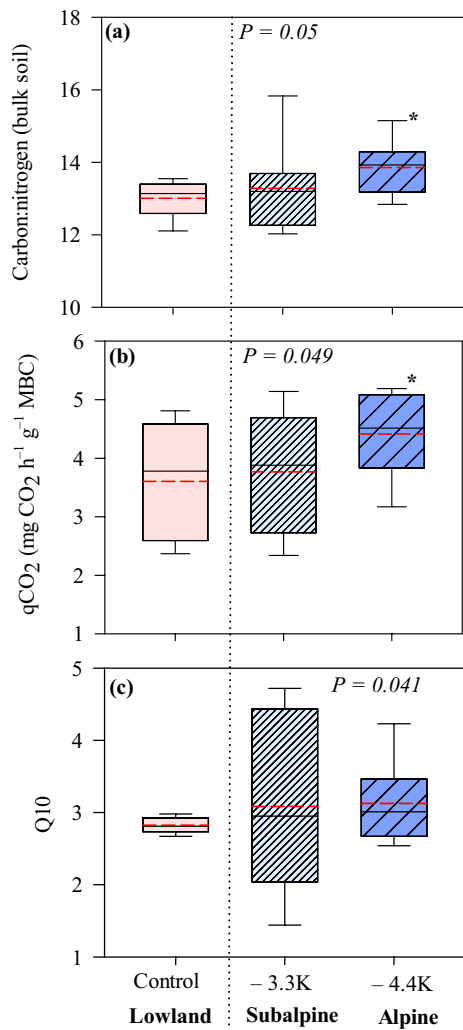 18
(a)
P = 0.05
16
*
14
12
10
Carbon:nitrogen (bulk soil)
6
(b)
P = 0.049
5
*
4
3
2
1
qCO₂ (mg CO₂ h⁻¹ g⁻¹ MBC)
5
(c)
P = 0.041
4
3
2
1
Q10
Control – 3.3K – 4.4K
Lowland Subalpine Alpine